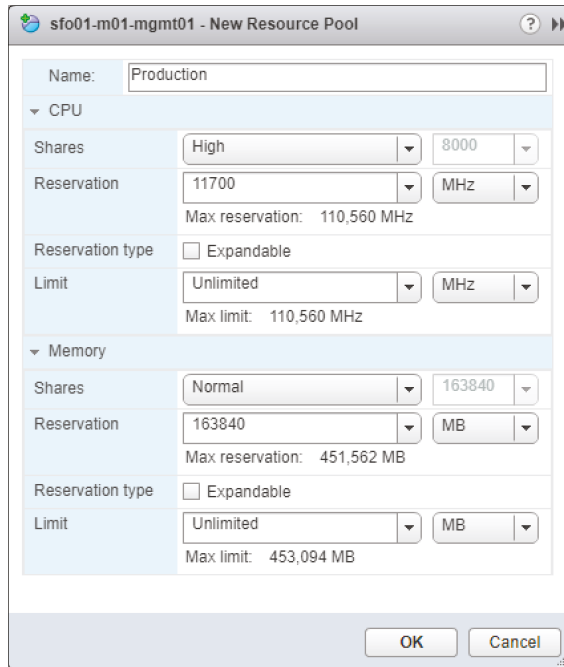 sfo01-m01-mgmt01 - New Resource Pool ?
Name: Production
CPU
Shares High 8000
Reservation 11700 MHz
Max reservation: 110,560 MHz
Reservation type Expandable
Limit Unlimited MHz
Max limit: 110,560 MHz
Memory
Shares Normal 163840
Reservation 163840 MB
Max reservation: 451,562 MB
Reservation type Expandable
Limit Unlimited MB
Max limit: 453,094 MB
OK Cancel